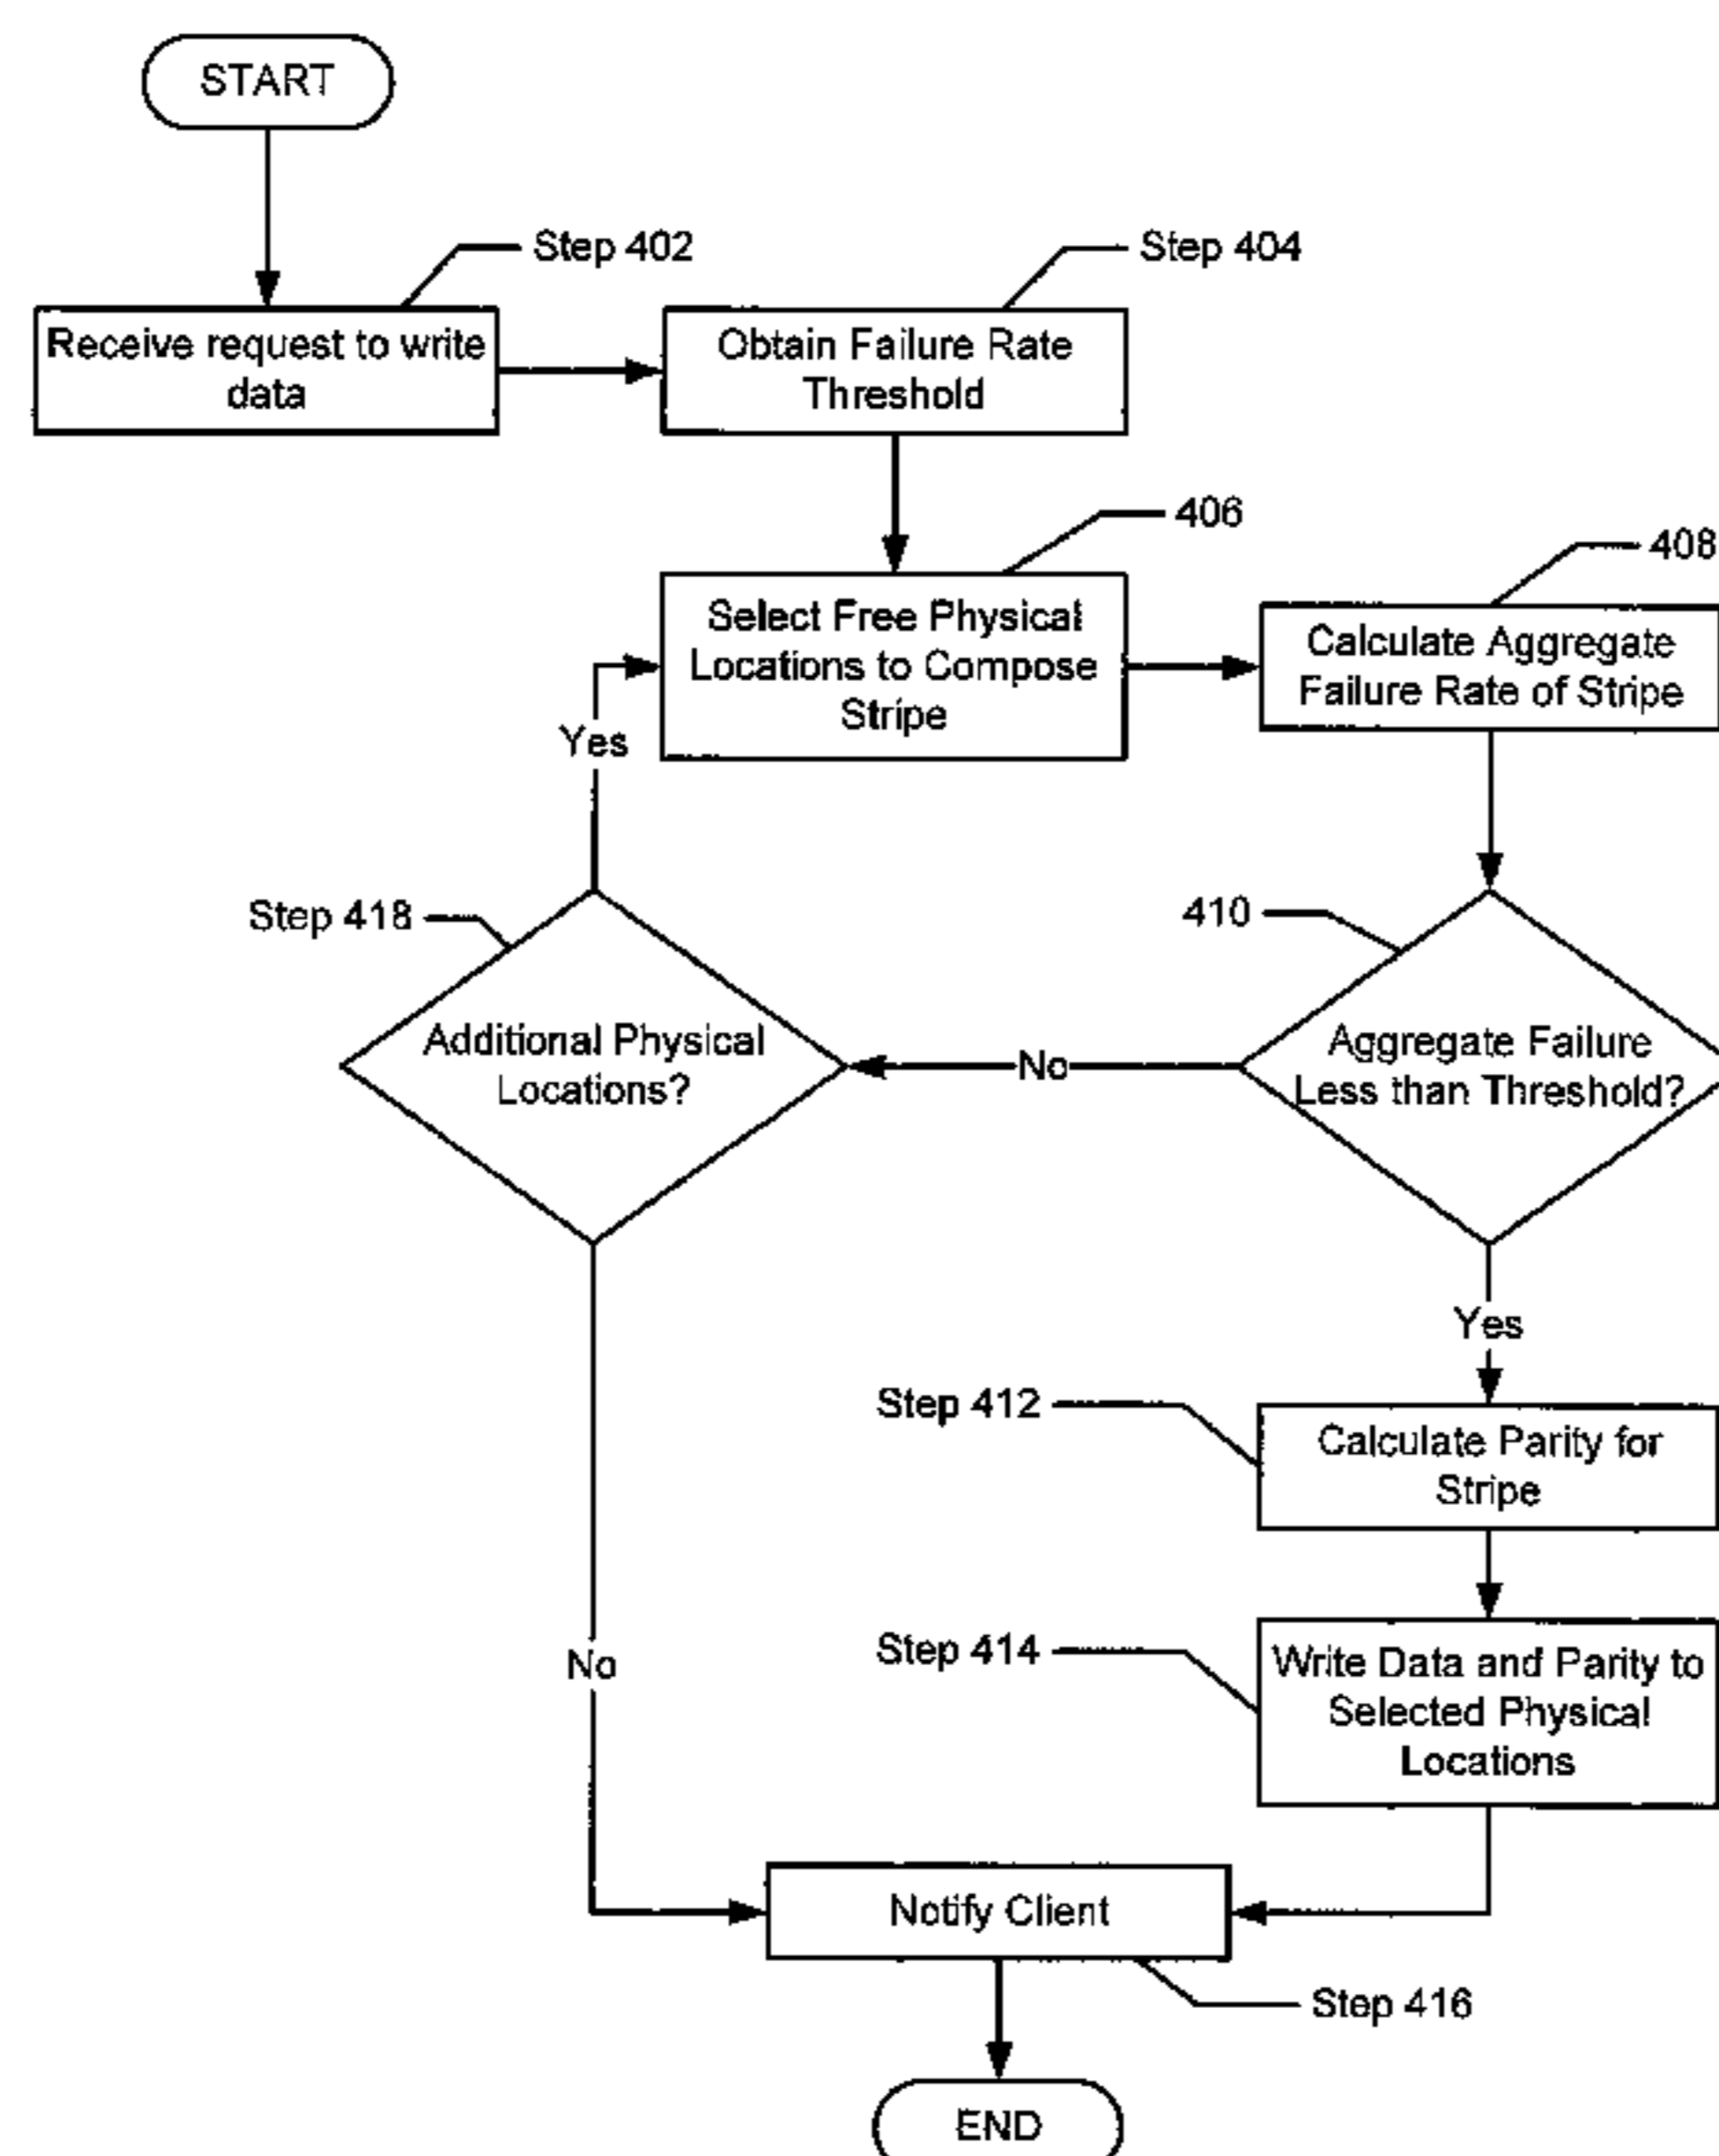 START
Step 402
Receive request to write
data
Step 404
Obtain Failure Rate
Threshold
406
Select Free Physical
Locations to Compose
Stripe
408
Calculate Aggregate
Failure Rate of Stripe
Yes
Step 418
Additional Physical
Locations?
No
410
Aggregate Failure
Less than Threshold?
Yes
Step 412
Calculate Parity for
Stripe
Step 414
Write Data and Parity to
Selected Physical
Locations
No
Notify Client
Step 416
END